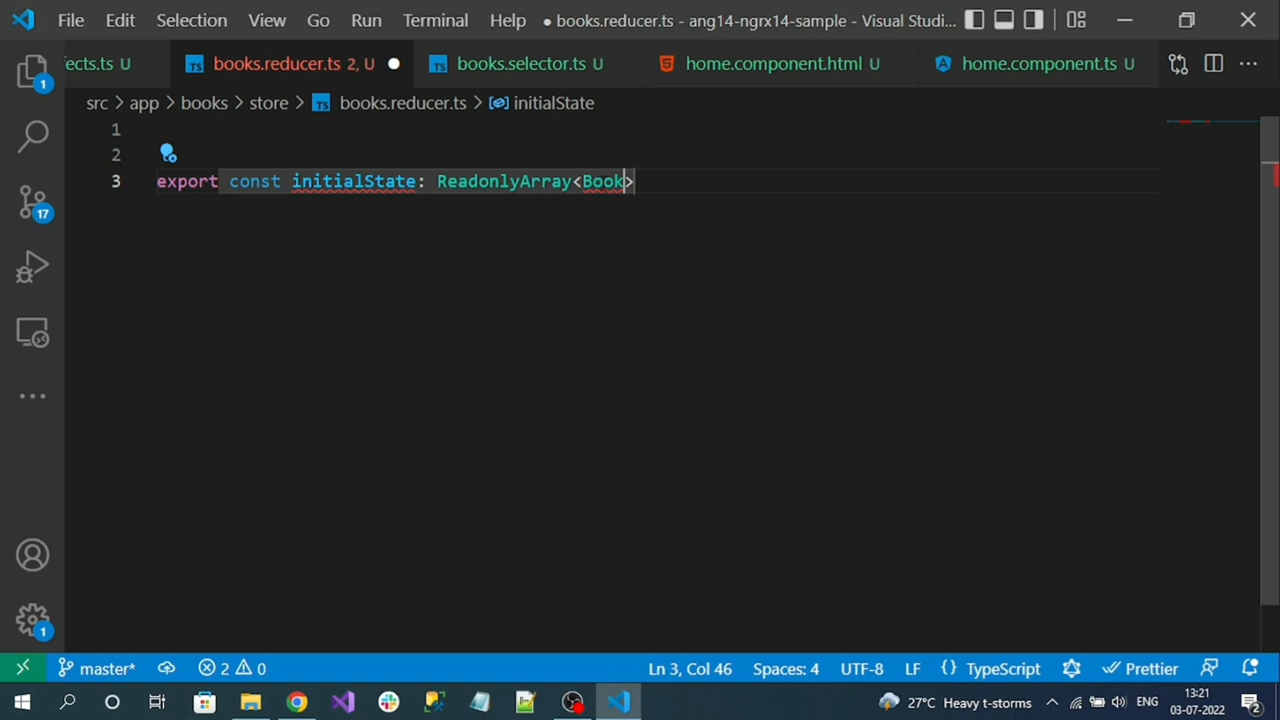 File Edit Selection View Go Run Terminal Help ● books.reducer.ts - ang14-ngrx14-sample - Visual Studi...
fects.ts U books.reducer.ts 2, U ● books.selector.ts U home.component.html U home.component.ts U ...
src > app > books > store > TS books.reducer.ts > initialState
1
2
3 export const initialState: ReadonlyArray<Book>
1
17
1
master* 2 0 Ln 3, Col 46 Spaces: 4 UTF-8 LF {} TypeScript Prettier
27°C Heavy t-storms ENG 13:21
03-07-2022 2